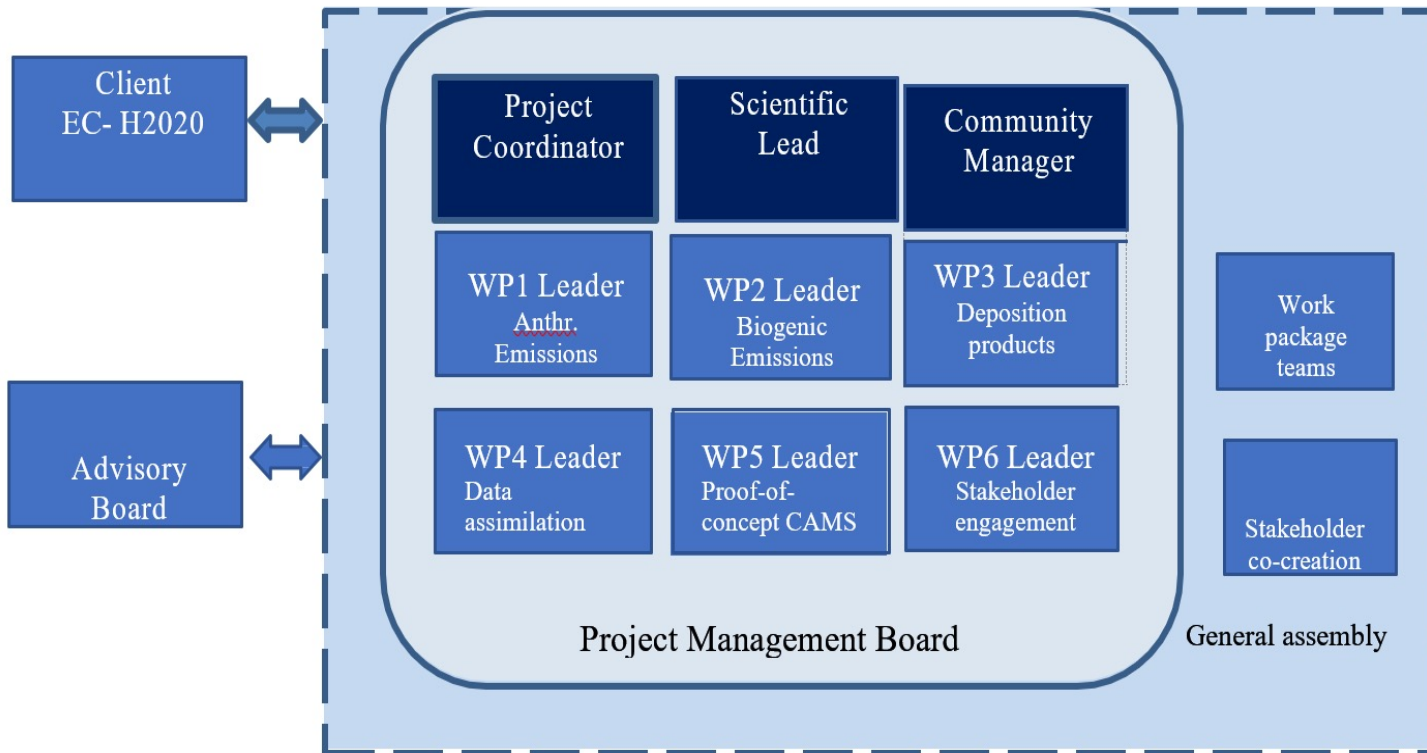 Client
EC- H2020
Project
Coordinator
Scientific
Lead
Community
Manager
WP1 Leader
Anthr.
Emissions
WP2 Leader
Biogenic
Emissions
WP3 Leader
Deposition
products
Work
package
teams
Advisory
Board
WP4 Leader
Data
assimilation
WP5 Leader
Proof-of-
concept CAMS
WP6 Leader
Stakeholder
engagement
Stakeholder
co-creation
Project Management Board
General assembly